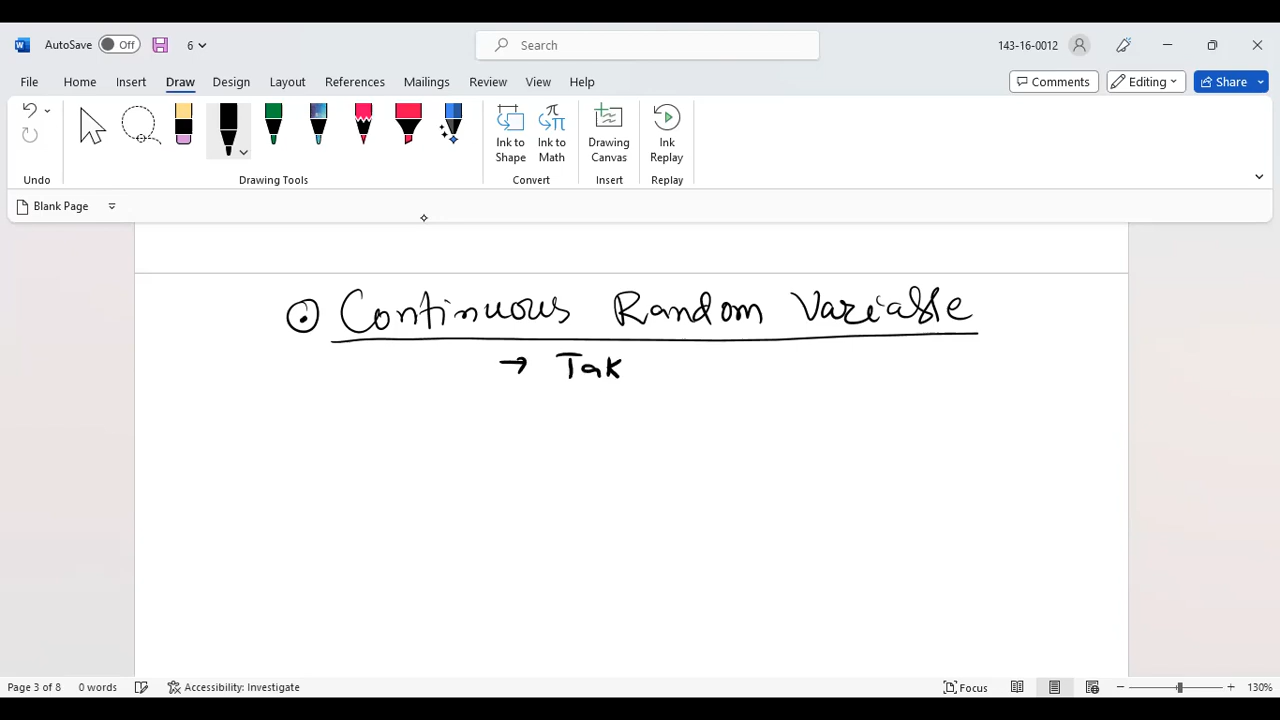 AutoSave Off 6 Search 143-16-0012
File Home Insert Draw Design Layout References Mailings Review View Help Comments Editing Share
Ink to Shape Ink to Math Drawing Canvas Ink Replay
Undo Drawing Tools Convert Insert Replay
Blank Page
Continuous Random Variable
→ Tak
Page 3 of 8 0 words Accessibility: Investigate Focus 130%